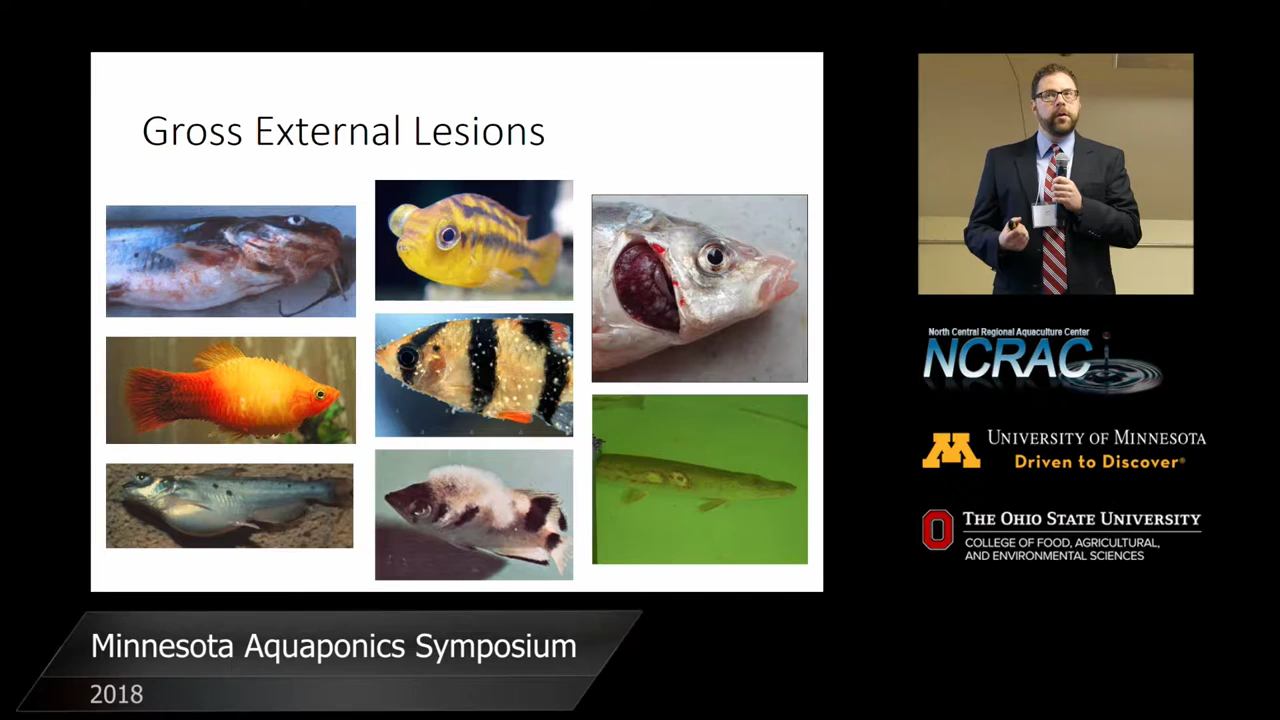 Gross External Lesions
North Central Regional Aquaculture Center
NCRAC
UNIVERSITY OF MINNESOTA
Driven to Discover®
THE OHIO STATE UNIVERSITY
COLLEGE OF FOOD, AGRICULTURAL,
AND ENVIRONMENTAL SCIENCES
Minnesota Aquaponics Symposium
2018